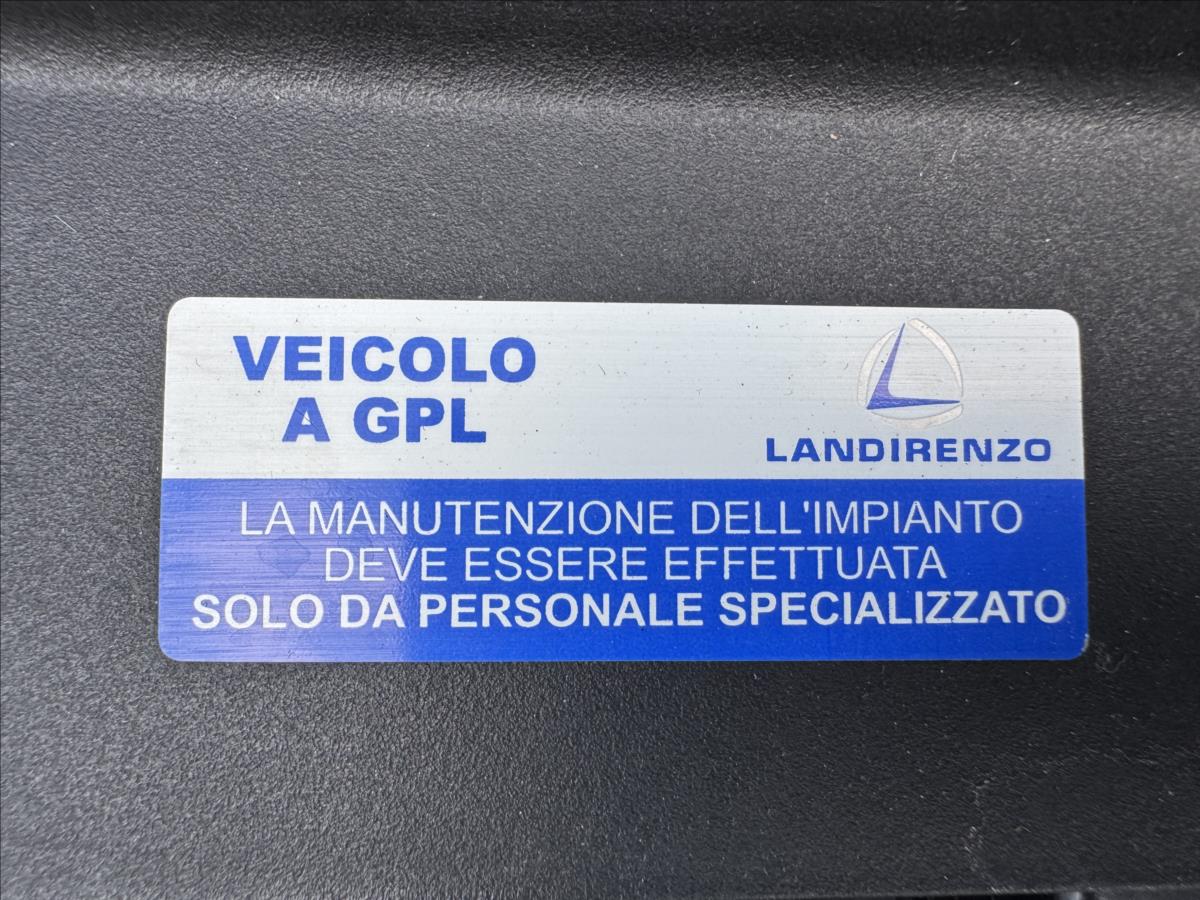 VEICOLO
A GPL
LANDIRENZO
LA MANUTENZIONE DELL'IMPIANTO
DEVE ESSERE EFFETTUATA
SOLO DA PERSONALE SPECIALIZZATO